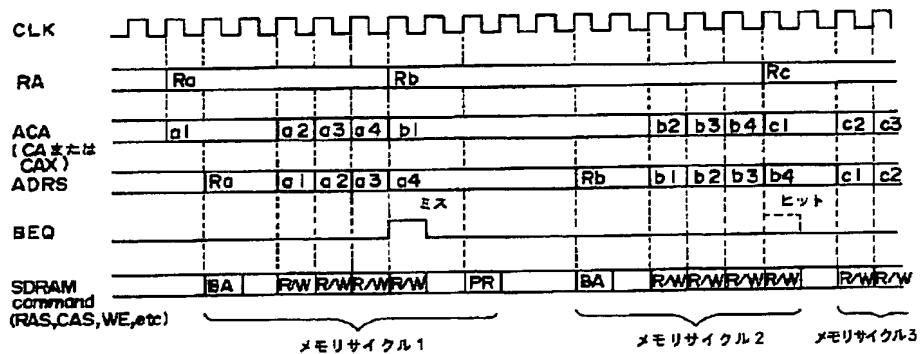 CLK
RA Ra Rb Rc
ACA a1 a2 a3 a4 b1 b2 b3 b4 c1 c2 c3
(CAまたは
CAX)
ADRS Ra a1 a2 a3 a4 Rb b1 b2 b3 b4 c1 c2
ミス ヒット
BEQ
SDRAM BA R/W R/W R/W R/W PR BA R/W R/W R/W R/W R/W R/W
command
(RAS,CAS,WE,etc)
メモリサイクル1 メモリサイクル2 メモリサイクル3